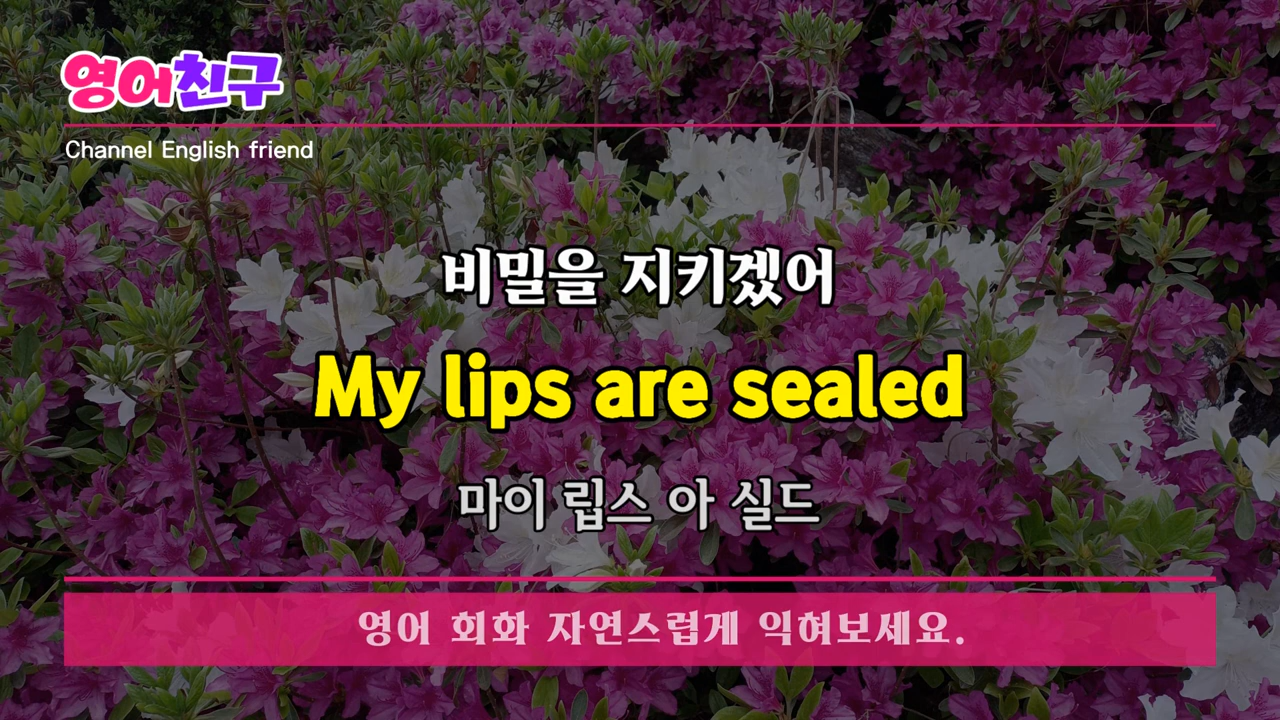 영어친구
Channel English friend
비밀을 지키겠어
My lips are sealed
마이 립스 아 실드
영어 회화 자연스럽게 익혀보세요.